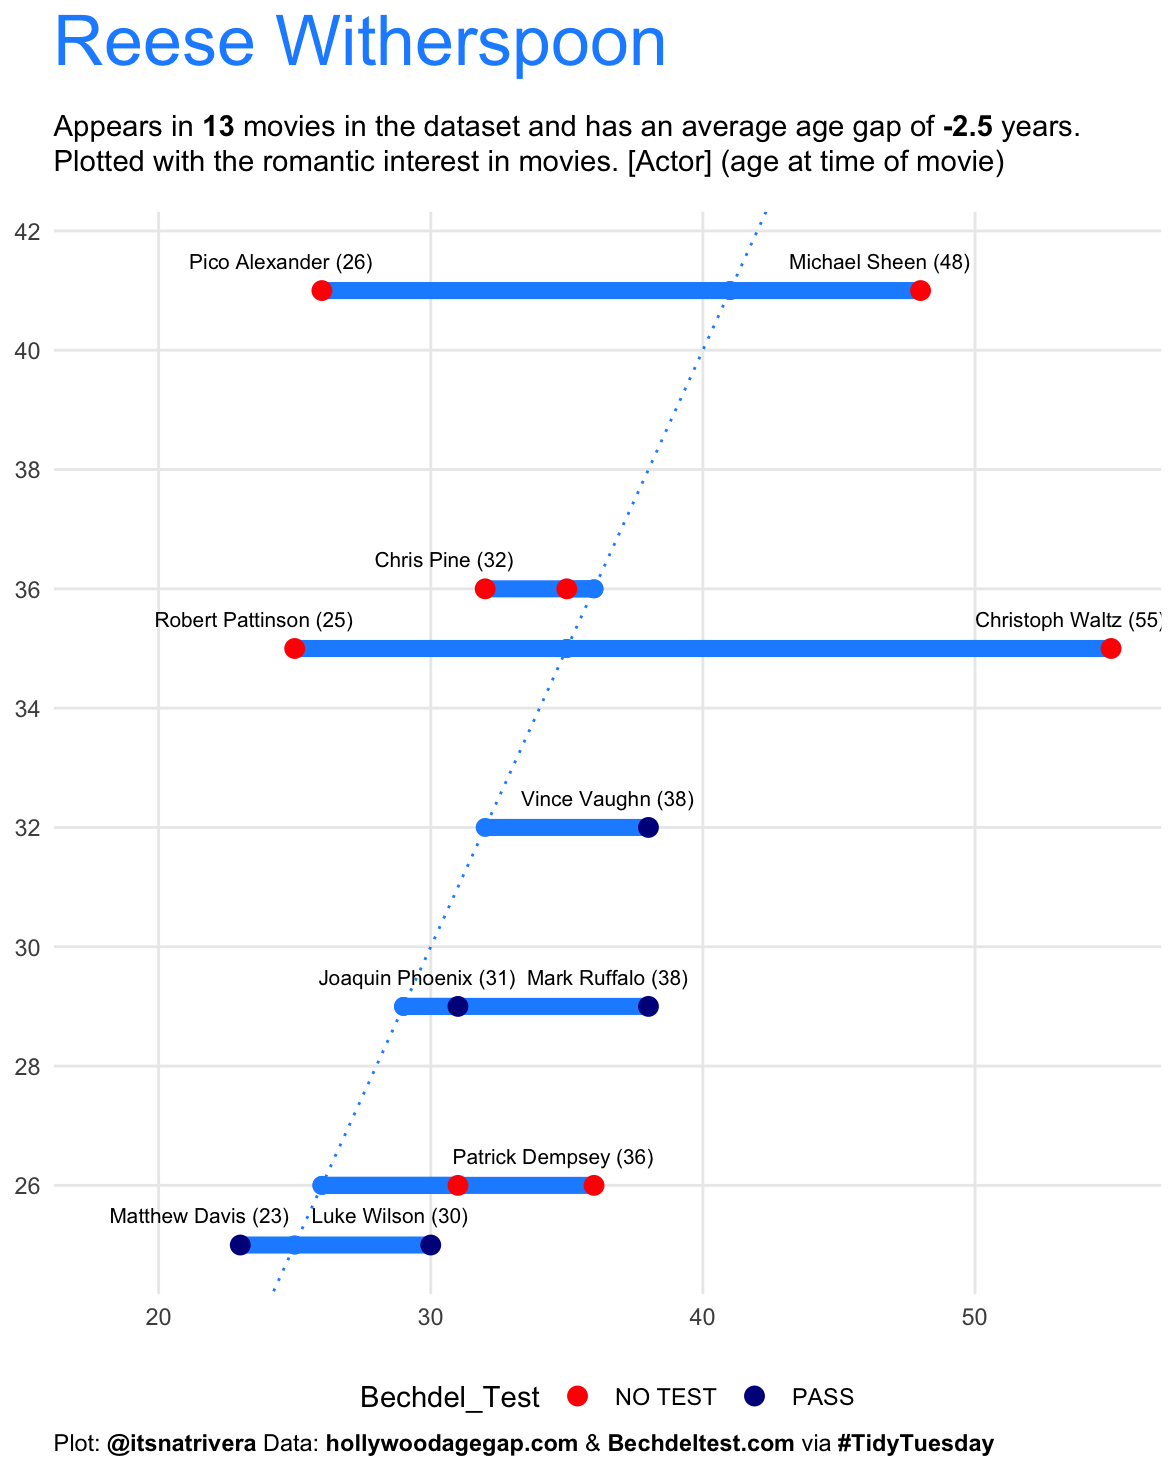 Reese Witherspoon
Appears in 13 movies in the dataset and has an average age gap of -2.5 years.
Plotted with the romantic interest in movies. [Actor] (age at time of movie)
42
Pico Alexander (26) Michael Sheen (48)
40
38
Chris Pine (32)
36
Robert Pattinson (25) Christoph Waltz (55)
34
Vince Vaughn (38)
32
30
Joaquin Phoenix (31) Mark Ruffalo (38)
28
Patrick Dempsey (36)
26
Matthew Davis (23) Luke Wilson (30)
20 30 40 50
Bechdel_Test NO TEST PASS
Plot: @itsnatrivera Data: hollywoodagegap.com & Bechdeltest.com via #TidyTuesday